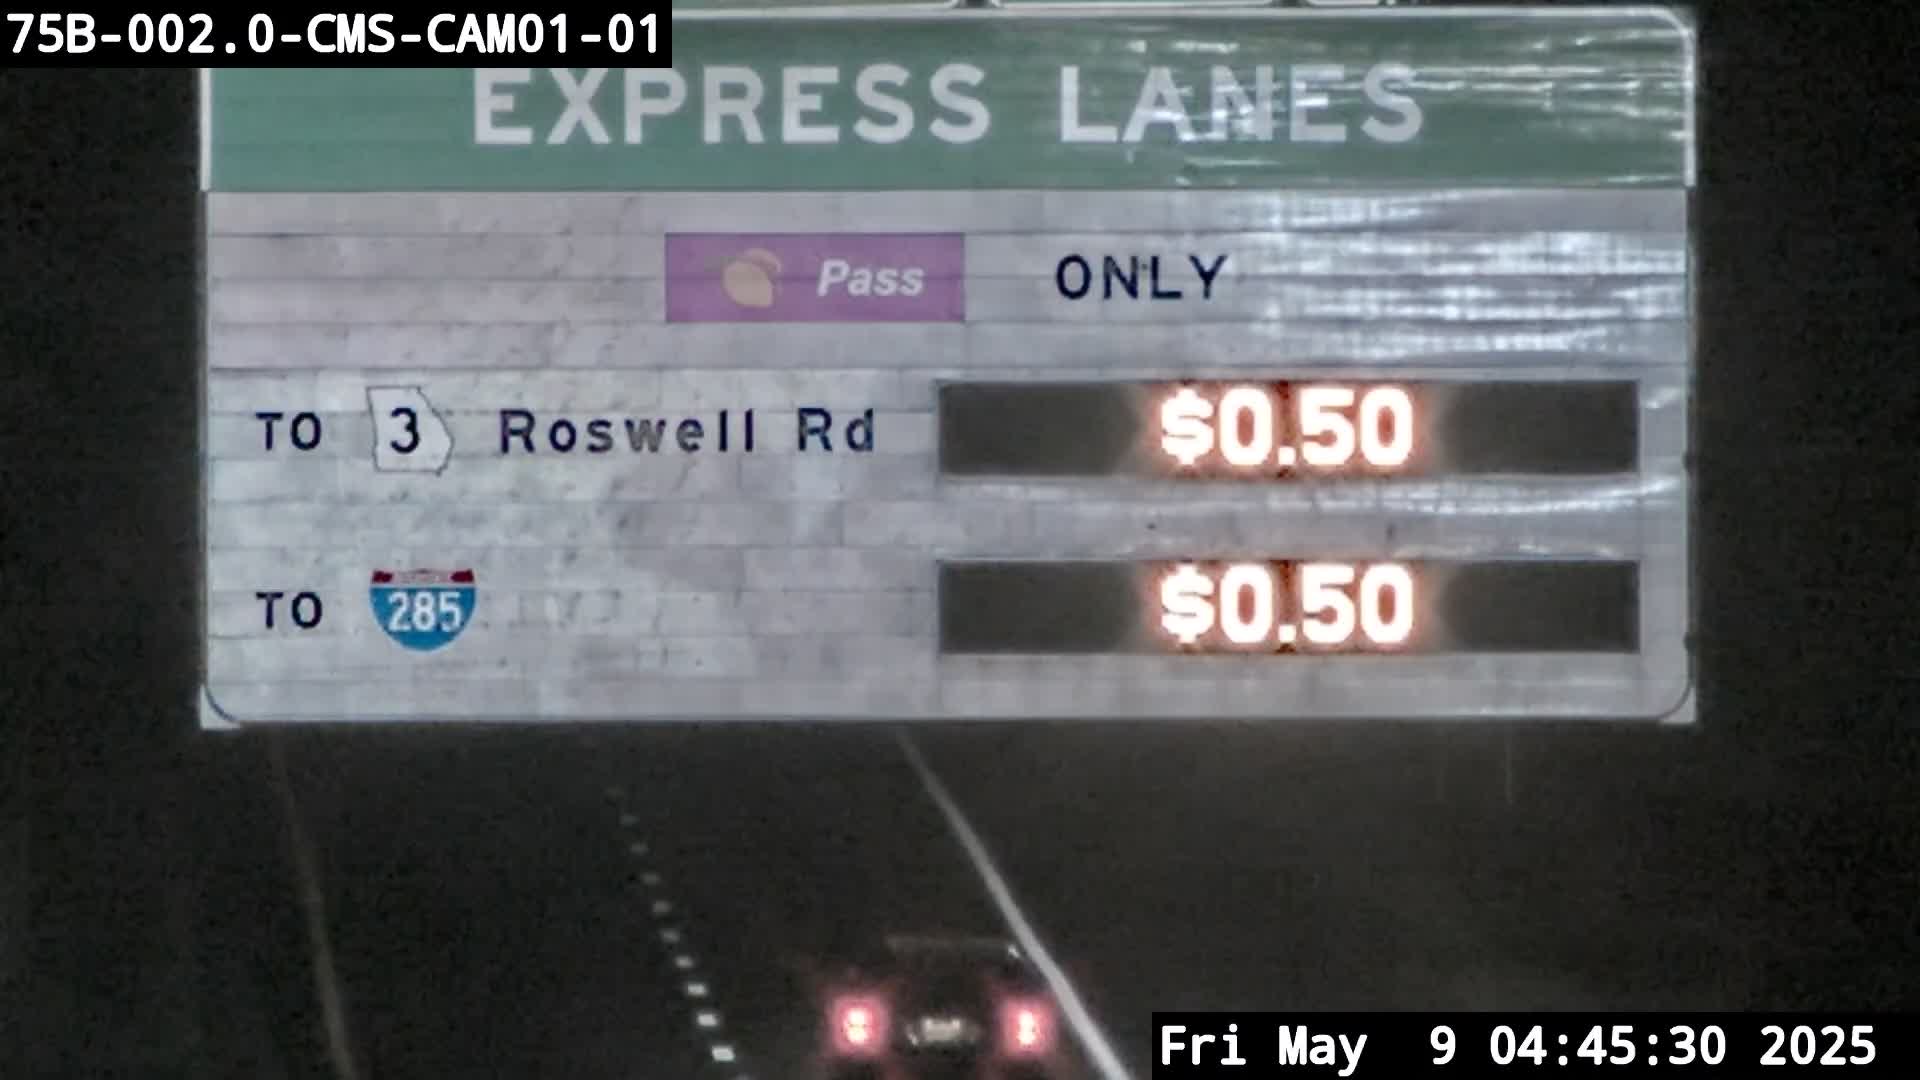 75B-002.0-CMS-CAM01-01
EXPRESS LANES
Pass ONLY
TO 3 Roswell Rd $0.50
TO 285 $0.50
Fri May 9 04:45:30 2025